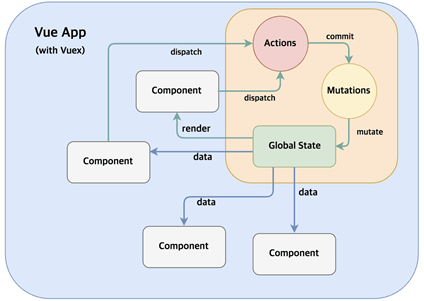 Vue App
(with Vuex)
dispatch
Actions
commit
Component
dispatch
Mutations
render
mutate
Global State
Component
data
data
data
Component
Component